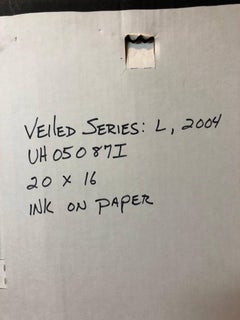 VEILED SERIES: L, 2004
UH05087I
20 x 16
INK ON PAPER